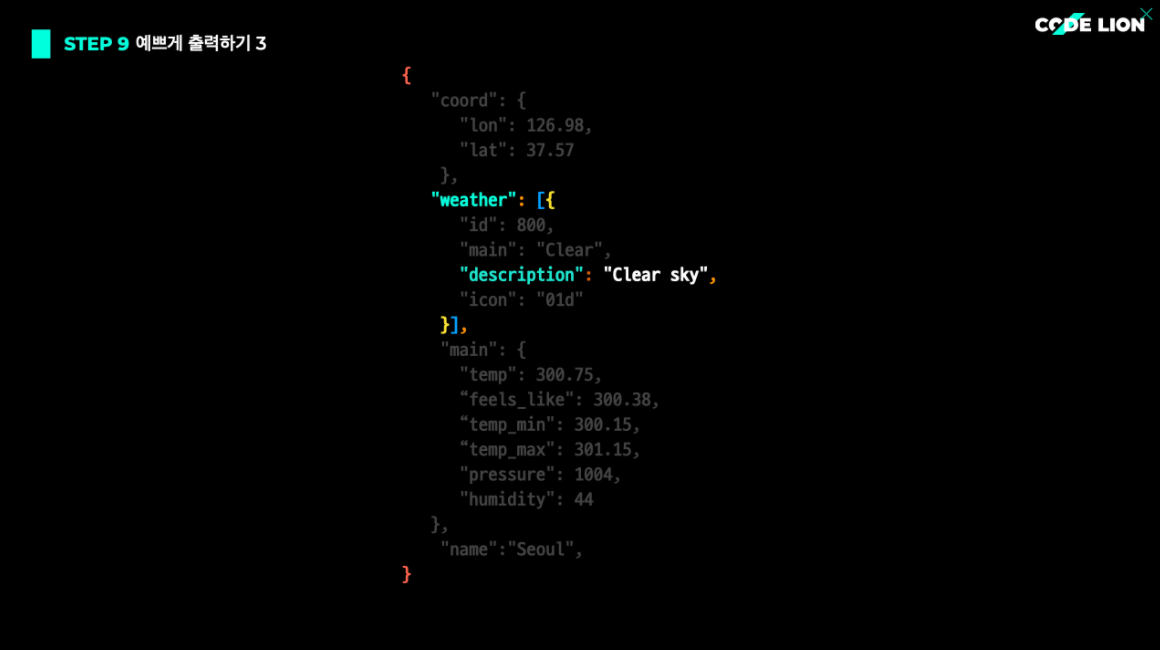 STEP 9 예쁘게 출력하기 3
CODE LION
{
"coord": {
"lon": 126.98,
"lat": 37.57
},
"weather": [{
"id": 800,
"main": "Clear",
"description": "Clear sky",
"icon": "01d"
}],
"main": {
"temp": 300.75,
“feels_like": 300.38,
“temp_min": 300.15,
“temp_max": 301.15,
"pressure": 1004,
"humidity": 44
},
"name":"Seoul",
}